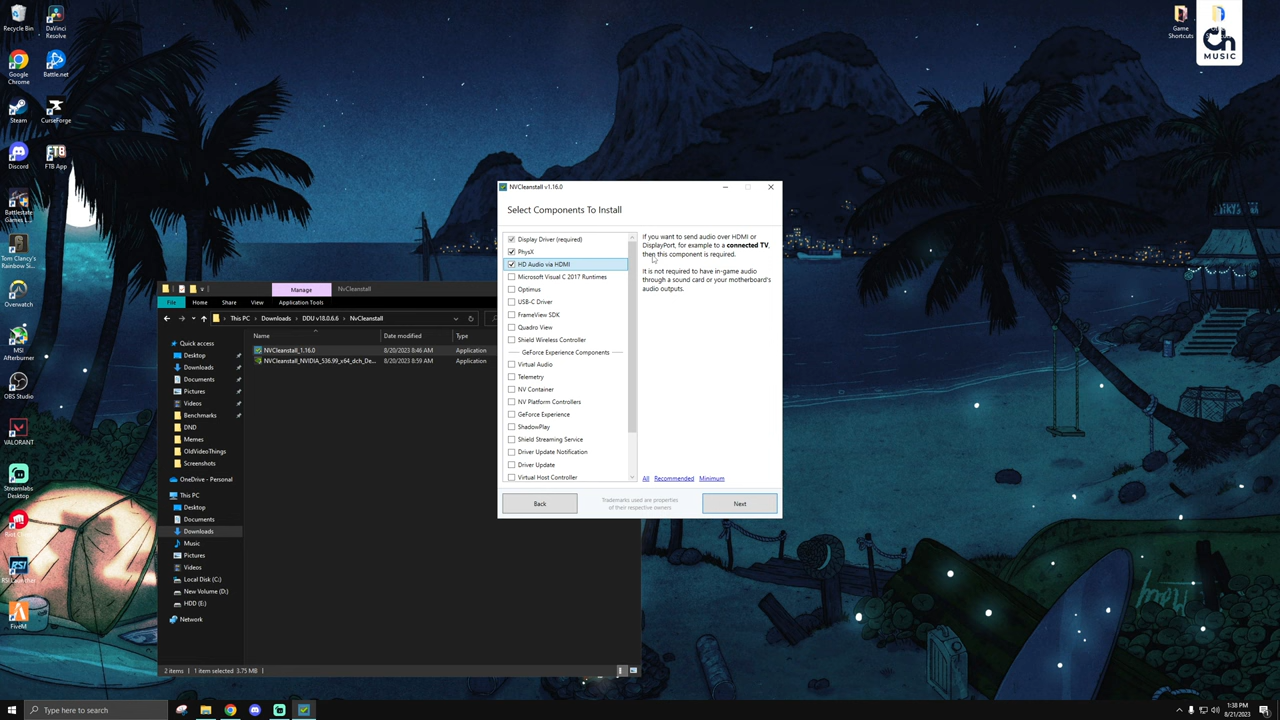 Recycle Bin
DaVinci
Resolve
Google
Chrome
Battle.net
Steam
CurseForge
Discord
FTB App
Battlestate
Games L...
Tom Clancy's
Rainbow Si...
Overwatch
MSI
Afterburner
OBS Studio
VALORANT
Streamlabs
Desktop
RSI Launcher
FiveM
Game
Shortcuts
MUSIC
Manage
NvCleanstall
File
Home
Share
View
Application Tools
This PC
Downloads
DDU v18.0.6.6
NvCleanstall
Name
Date modified
Type
Quick access
Desktop
Downloads
Documents
Pictures
Videos
Benchmarks
DND
Memes
OldVideoThings
Screenshots
OneDrive - Personal
This PC
Desktop
Documents
Downloads
Music
Pictures
Videos
Local Disk (C:)
New Volume (D:)
HDD (E:)
Network
NVCleanstall_1.16.0
8/20/2023 8:46 AM
Application
NVCleanstall_NVIDIA_536.99_x64_dch_De...
8/20/2023 8:59 AM
Application
2 items
1 item selected 3.75 MB
NVCleanstall v1.16.0
Select Components To Install
Display Driver (required)
PhysX
HD Audio via HDMI
Microsoft Visual C 2017 Runtimes
Optimus
USB-C Driver
FrameView SDK
Quadro View
Shield Wireless Controller
GeForce Experience Components
Virtual Audio
Telemetry
NV Container
NV Platform Controllers
GeForce Experience
ShadowPlay
Shield Streaming Service
Driver Update Notification
Driver Update
Virtual Host Controller
If you want to send audio over HDMI or
DisplayPort, for example to a connected TV,
then this component is required.
It is not required to have in-game audio
through a sound card or your motherboard's
audio outputs.
All
Recommended
Minimum
Back
Trademarks used are properties
of their respective owners
Next
Type here to search
1:38 PM
8/21/2023